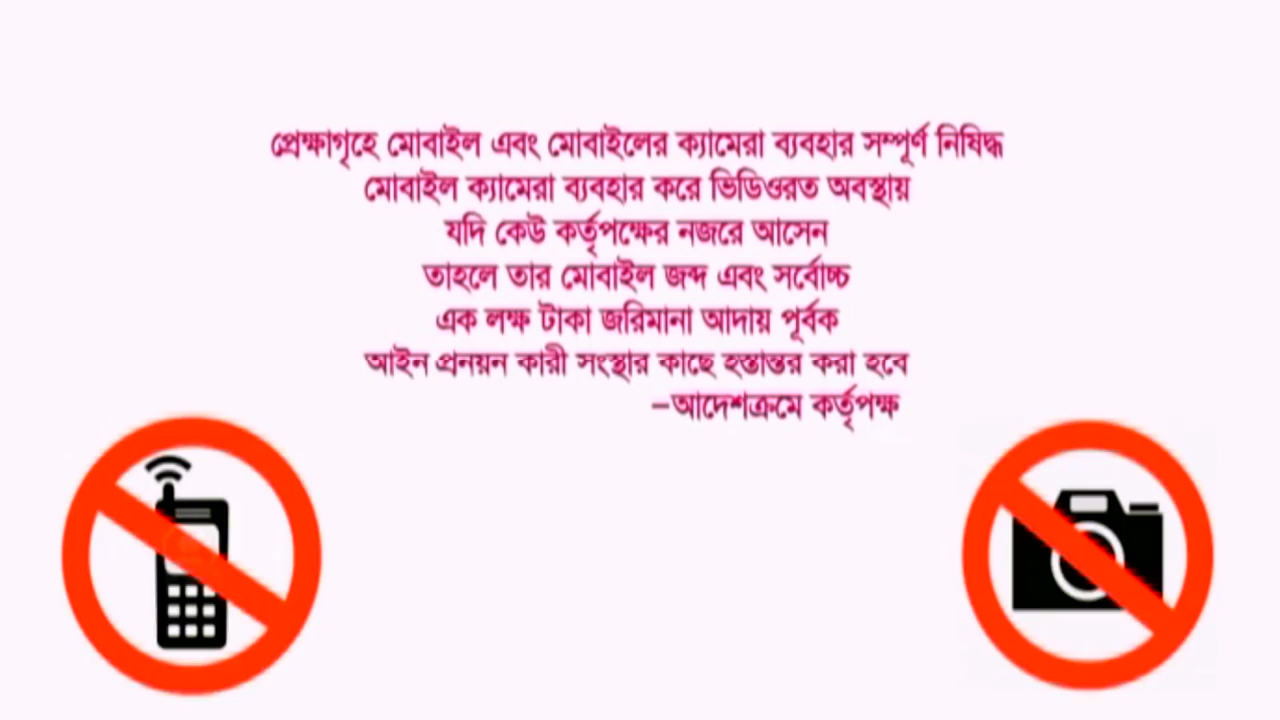 প্রেক্ষাগৃহে মোবাইল এবং মোবাইলের ক্যামেরা ব্যবহার সম্পূর্ণ নিষিদ্ধ
মোবাইল ক্যামেরা ব্যবহার করে ভিডিওরত অবস্থায়
যদি কেউ কর্তৃপক্ষের নজরে আসেন
তাহলে তার মোবাইল জব্দ এবং সর্বোচ্চ
এক লক্ষ টাকা জরিমানা আদায় পূর্বক
আইন প্রনয়ন কারী সংস্থার কাছে হস্তান্তর করা হবে
–আদেশক্রমে কর্তৃপক্ষ